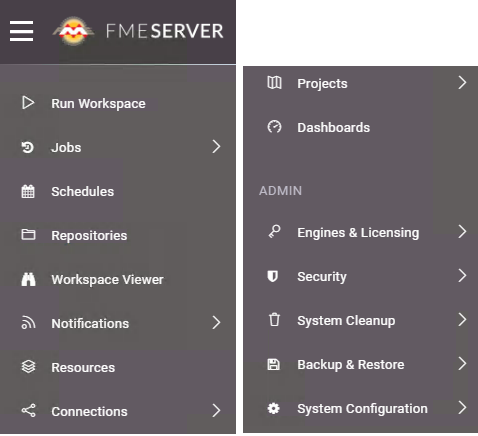 FMESERVER
Run Workspace
Jobs
Schedules
Repositories
Workspace Viewer
Notifications
Resources
Connections
Projects
Dashboards
ADMIN
Engines & Licensing
Security
System Cleanup
Backup & Restore
System Configuration